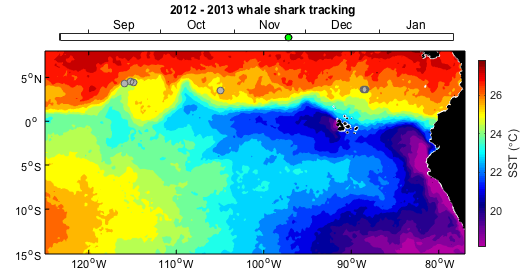 2012 - 2013 whale shark tracking
Sep Oct Nov Dec Jan
5°N
0°
5°S
10°S
15°S
120°W 110°W 100°W 90°W 80°W
26
24
22
20
SST (°C)